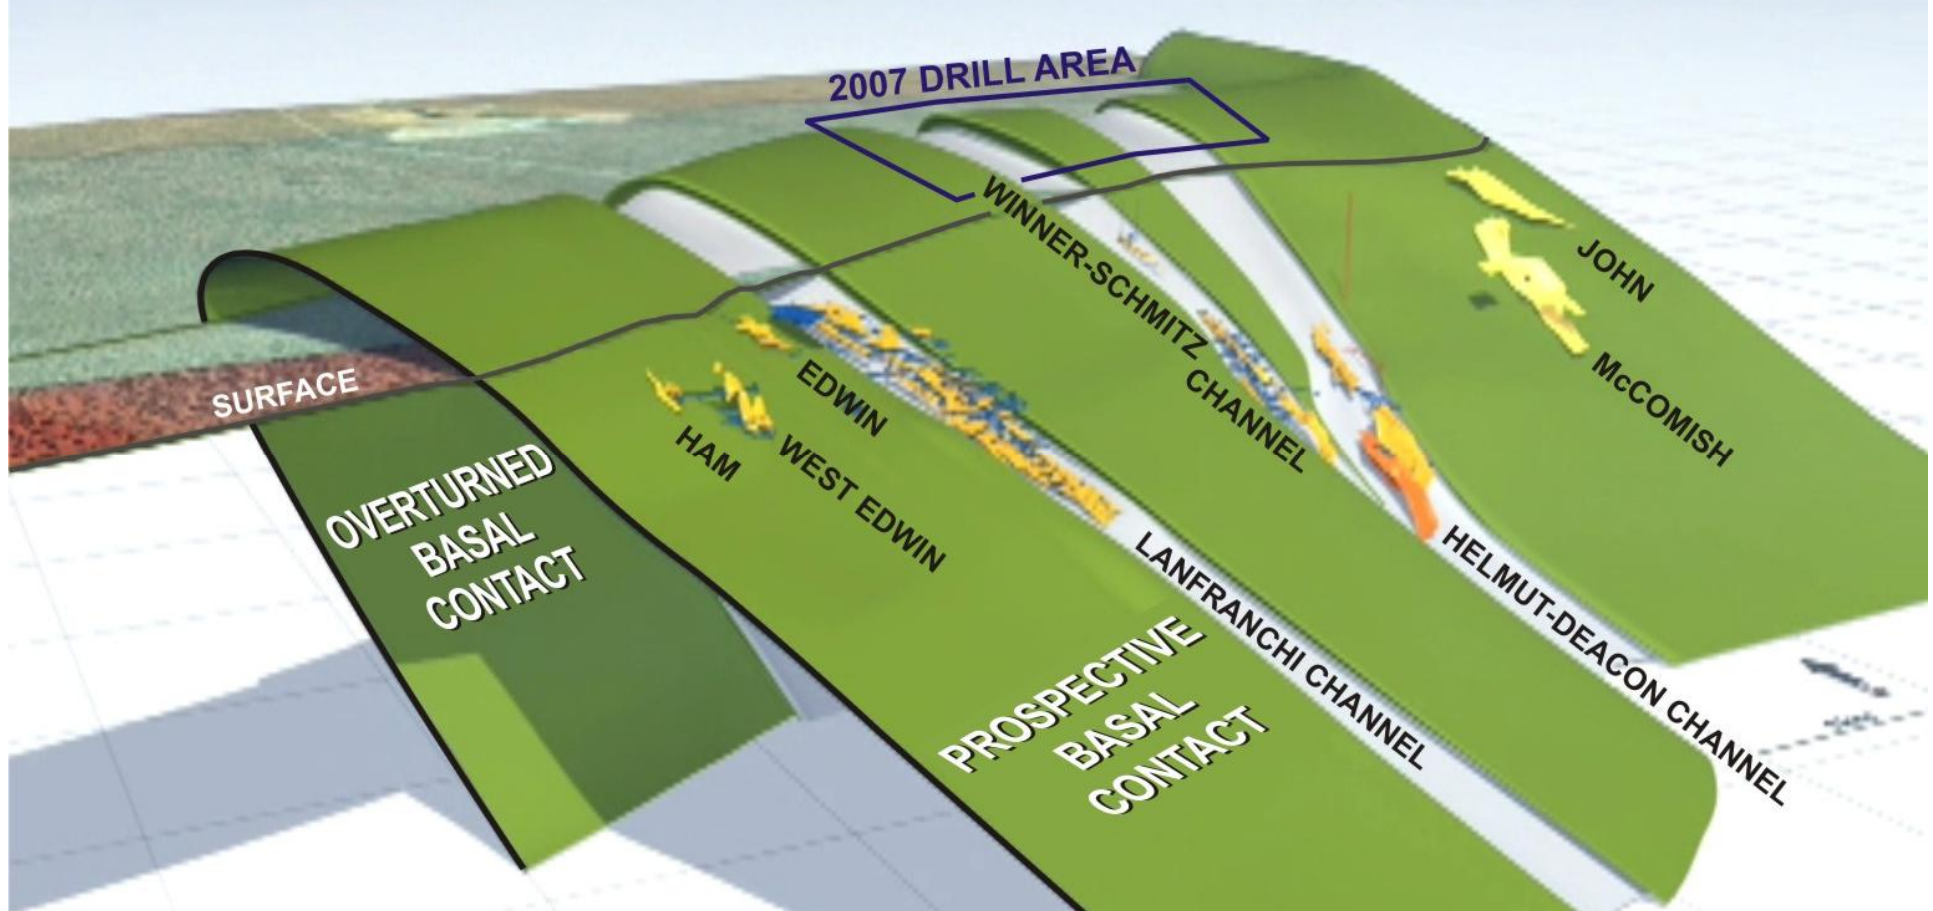 2007 DRILL AREA
WINNER-SCHMITZ
CHANNEL
JOHN
McCOMISH
SURFACE
EDWIN
HAM
WEST EDWIN
OVERTURNED
BASAL
CONTACT
LANFRANCHI CHANNEL
HELMUT-DEACON CHANNEL
PROSPECTIVE
BASAL
CONTACT